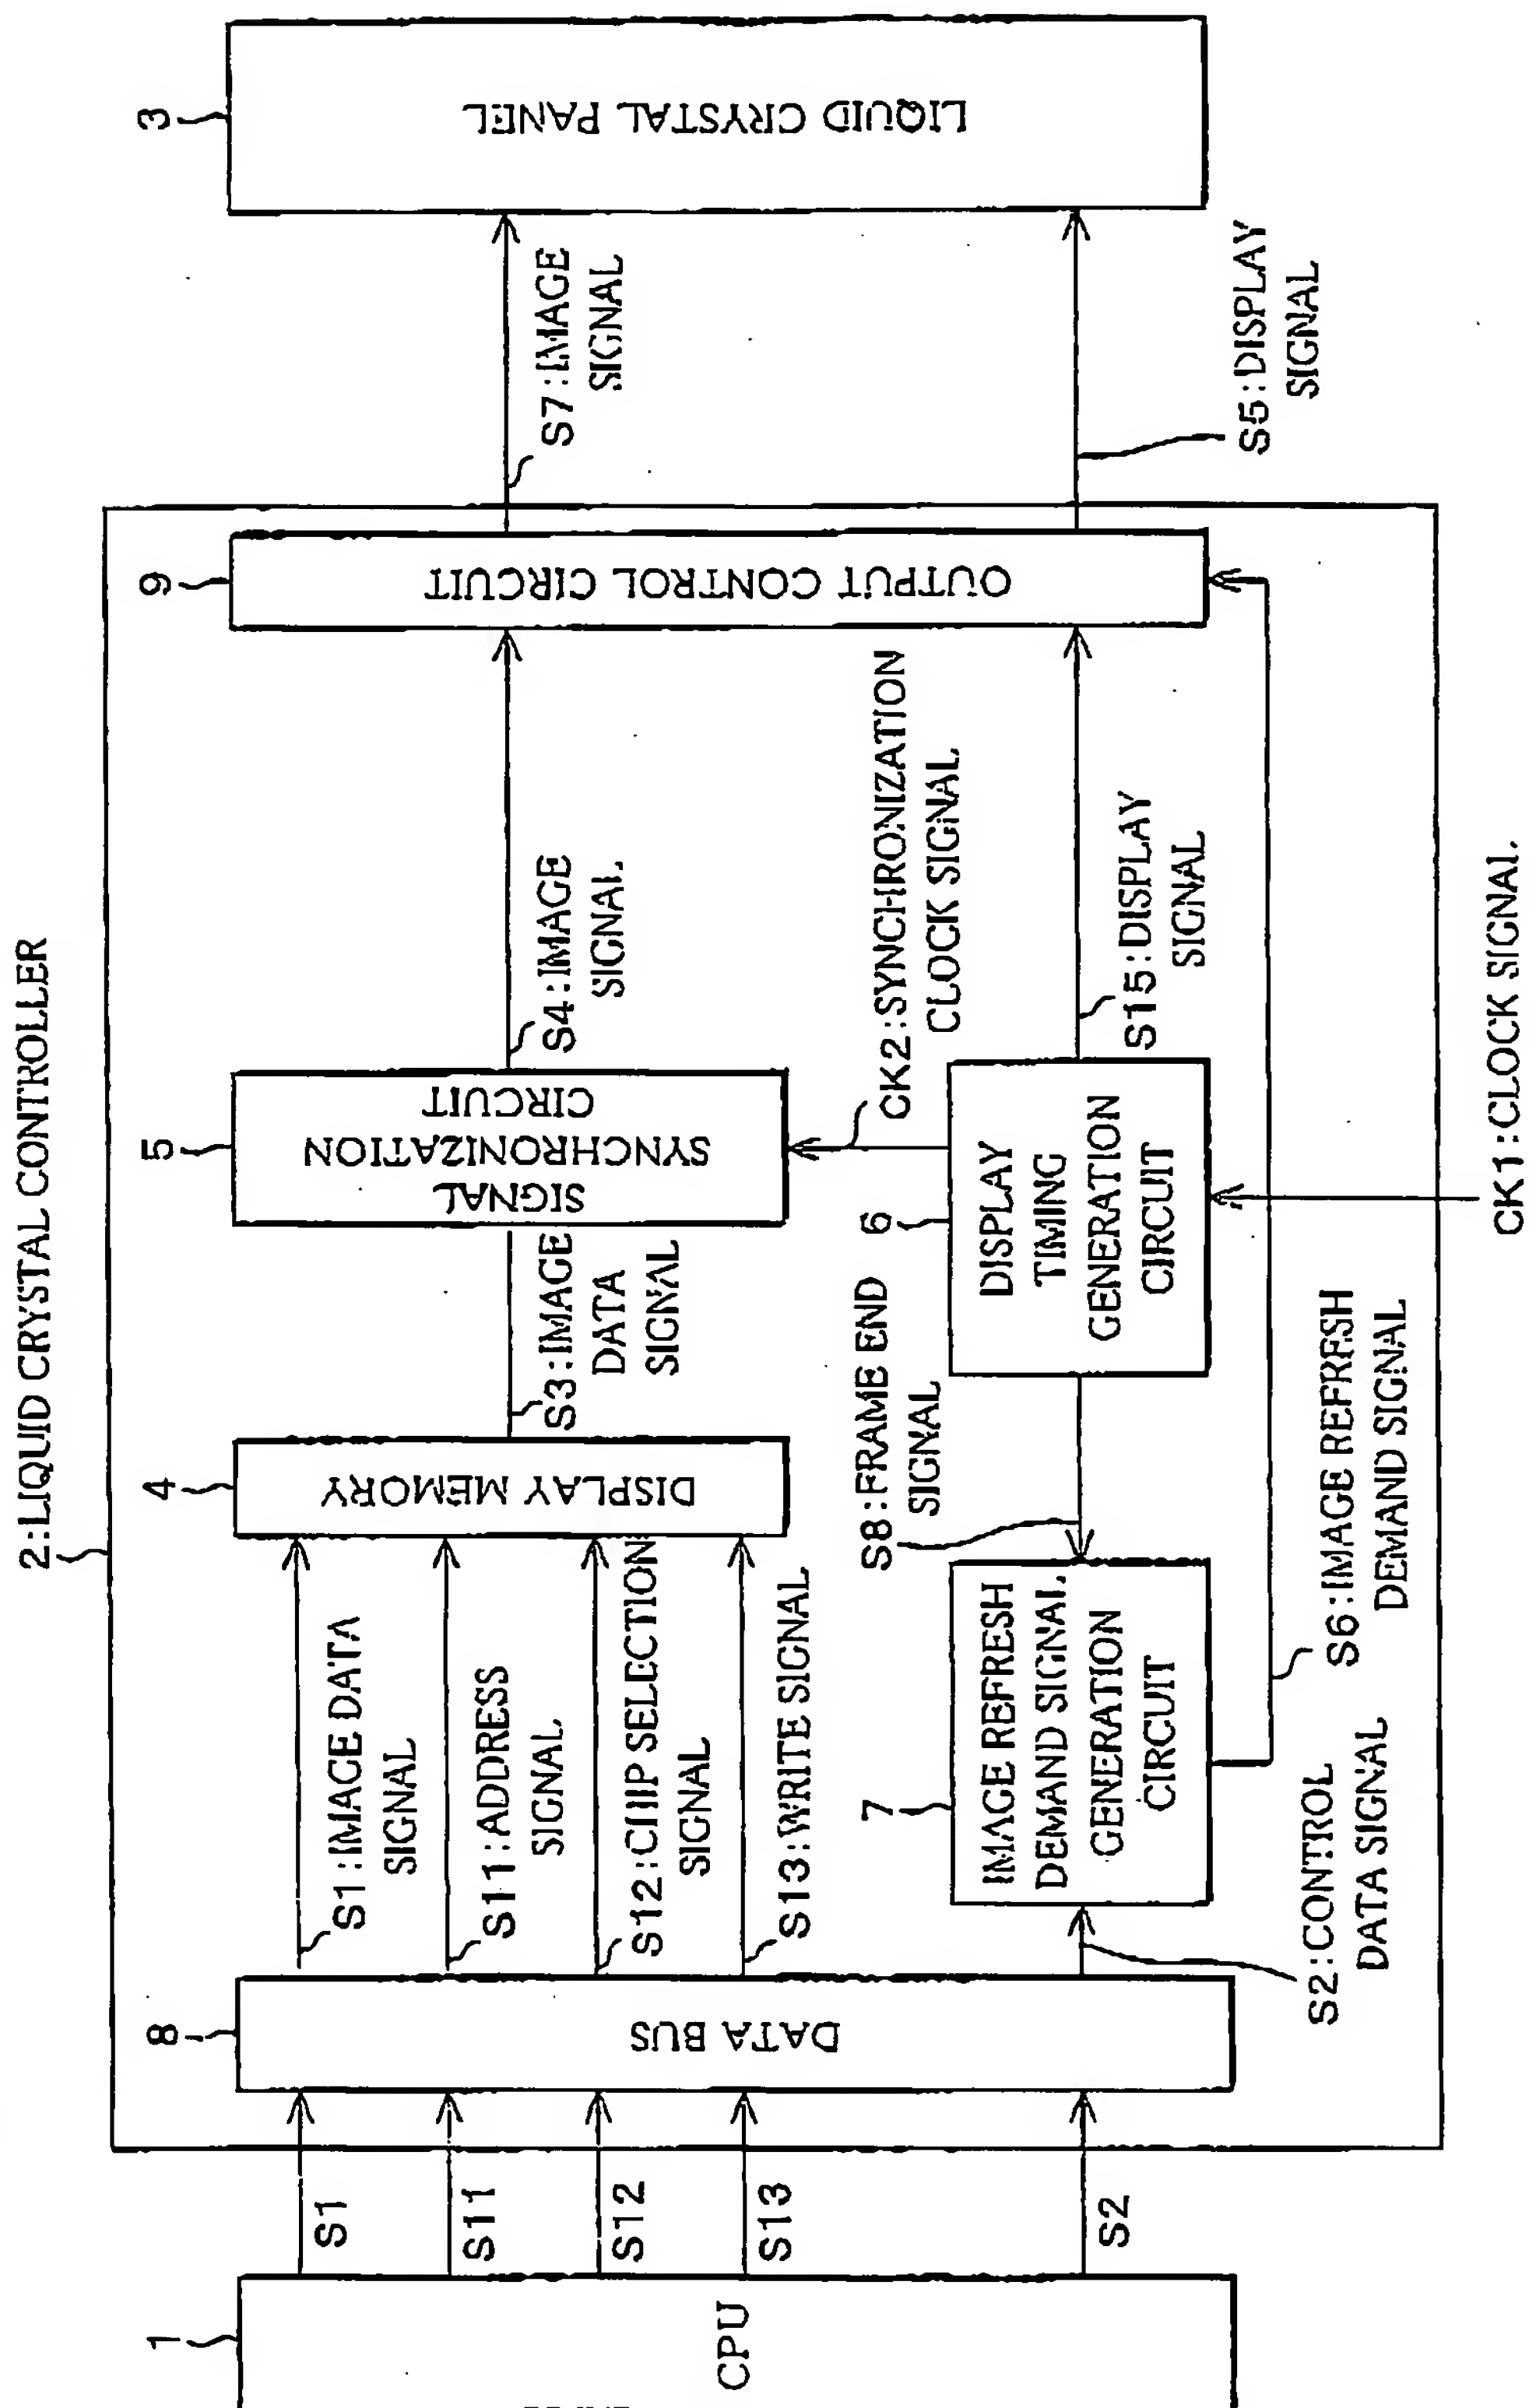 2:LIQUID CRYSTAL CONTROLLER
1
CPU
S1
S11
S12
S13
S2
8
DATA BUS
S1:IMAGE DATA
SIGNAL
S11:ADDRESS
SIGNAL
S12:CHIP SELECTION
SIGNAL
S13:WRITE SIGNAL
S2:CONTROL
DATA SIGNAL
4
DISPLAY MEMORY
7
IMAGE REFRESH
DEMAND SIGNAL
GENERATION
CIRCUIT
S3:IMAGE
DATA
SIGNAL
S8:FRAME END
SIGNAL
S6:IMAGE REFRESH
DEMAND SIGNAL
5
SIGNAL
SYNCHRONIZATION
CIRCUIT
6
DISPLAY
TIMING
GENERATION
CIRCUIT
CK1:CLOCK SIGNAL
S4:IMAGE
SIGNAL
CK2:SYNCHRONIZATION
CLOCK SIGNAL
S15:DISPLAY
SIGNAL
9
OUTPUT CONTROL CIRCUIT
S7:IMAGE
SIGNAL
S5:DISPLAY
SIGNAL
3
LIQUID CRYSTAL PANEL